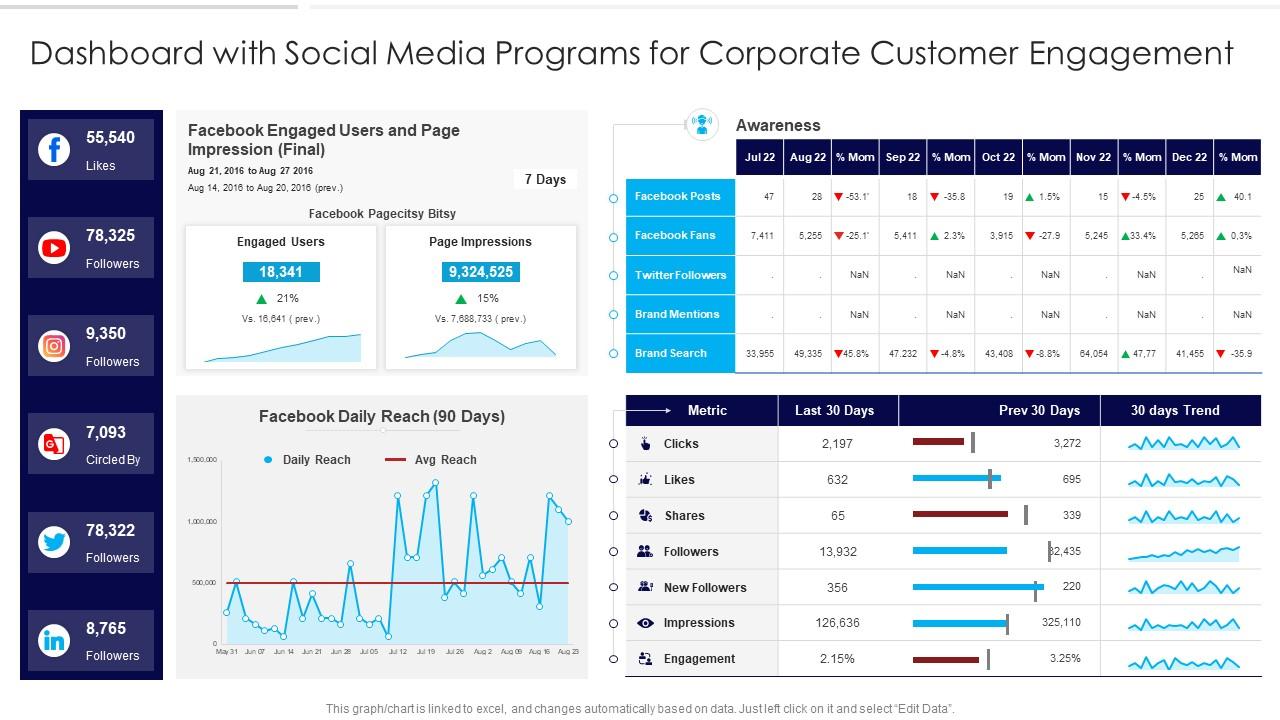 Dashboard with Social Media Programs for Corporate Customer Engagement
55,540
Likes
78,325
Followers
9,350
Followers
7,093
Circled By
78,322
Followers
8,765
Followers
Facebook Engaged Users and Page
Impression (Final)
Aug 21, 2016 to Aug 27 2016
Aug 14, 2016 to Aug 20, 2016 (prev.)
7 Days
Facebook Pagecitsy Bitsy
Engaged Users
18,341
21%
Vs. 16,641 ( prev.)
Page Impressions
9,324,525
15%
Vs. 7,688,733 ( prev.)
Facebook Daily Reach (90 Days)
Daily Reach Avg Reach
1,500,000
1,000,000
500,000
0
May 31 Jun 07 Jun 14 Jun 21 Jun 28 Jul 05 Jul 12 Jul 19 Jul 26 Aug 2 Aug 09 Aug 16 Aug 23
Awareness
Jul 22 Aug 22 % Mom Sep 22 % Mom Oct 22 % Mom Nov 22 % Mom Dec 22 % Mom
Facebook Posts 47 28 -53.1' 18 -35.8 19 1.5% 15 -4.5% 25 40.1
Facebook Fans 7,411 5,255 -25.1' 5,411 2.3% 3,915 -27.9 5,245 33.4% 5,265 0,3%
Twitter Followers . . NaN . NaN . NaN . NaN . NaN
Brand Mentions . . NaN . NaN . NaN . NaN . NaN
Brand Search 33,955 49,335 45.8% 47.232 -4.8% 43,408 -8.8% 64,054 47,77 41,455 -35.9
Metric Last 30 Days Prev 30 Days 30 days Trend
Clicks 2,197 3,272
Likes 632 695
Shares 65 339
Followers 13,932 32,435
New Followers 356 220
Impressions 126,636 325,110
Engagement 2.15% 3.25%
This graph/chart is linked to excel, and changes automatically based on data. Just left click on it and select “Edit Data”.